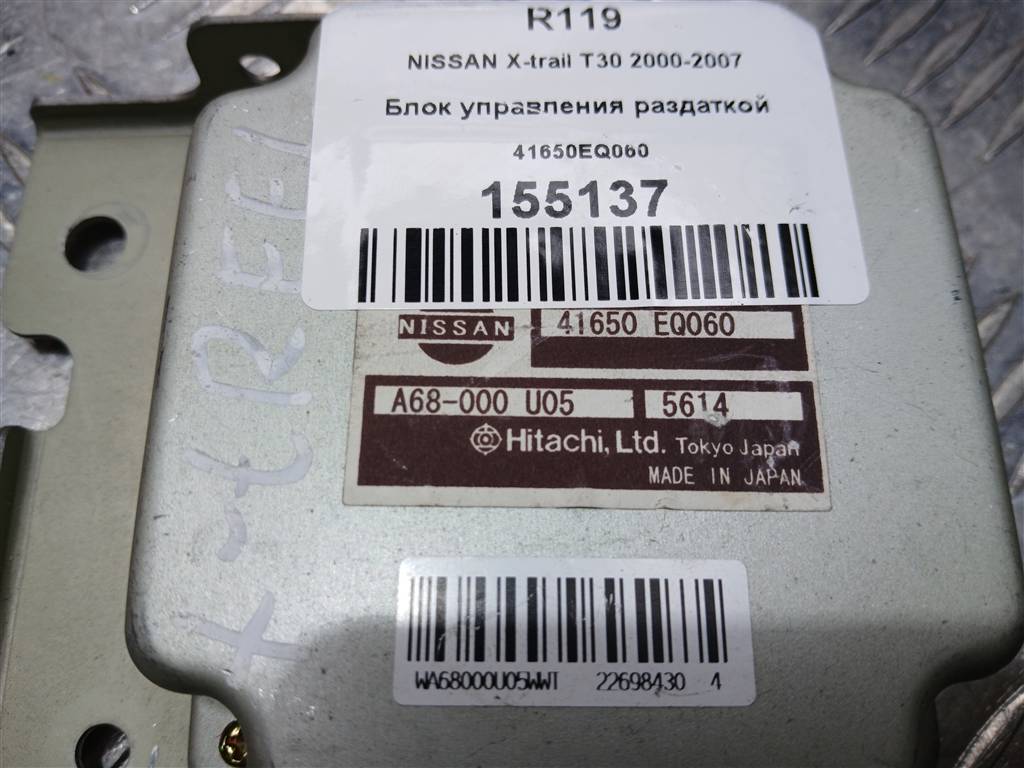 R119
NISSAN X-trail T30 2000-2007
Блок управления раздаткой
41650EQ060
155137
NISSAN
41650 EQ060
A68-000 U05
5614
Hitachi, Ltd. Tokyo Japan
MADE IN JAPAN
WA68000U05WWT 22698430 4